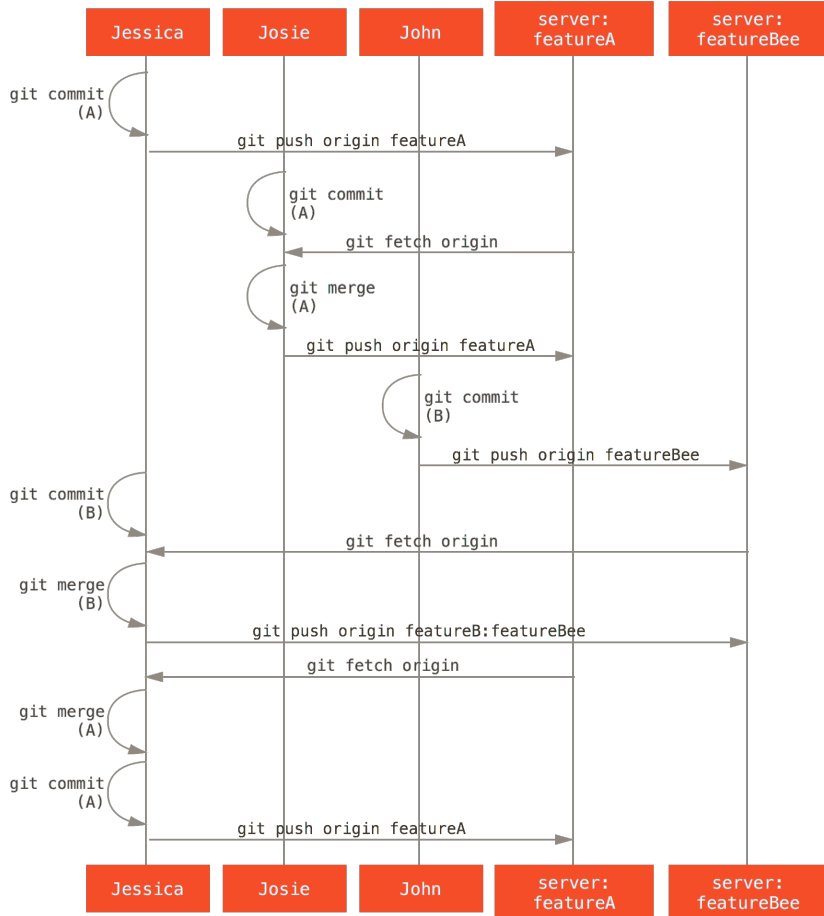 Jessica
Josie
John
server:
featureA
server:
featureBee
git commit
(A)
git push origin featureA
git commit
(A)
git fetch origin
git merge
(A)
git push origin featureA
git commit
(B)
git push origin featureBee
git commit
(B)
git fetch origin
git merge
(B)
git push origin featureB:featureBee
git fetch origin
git merge
(A)
git commit
(A)
git push origin featureA
Jessica
Josie
John
server:
featureA
server:
featureBee